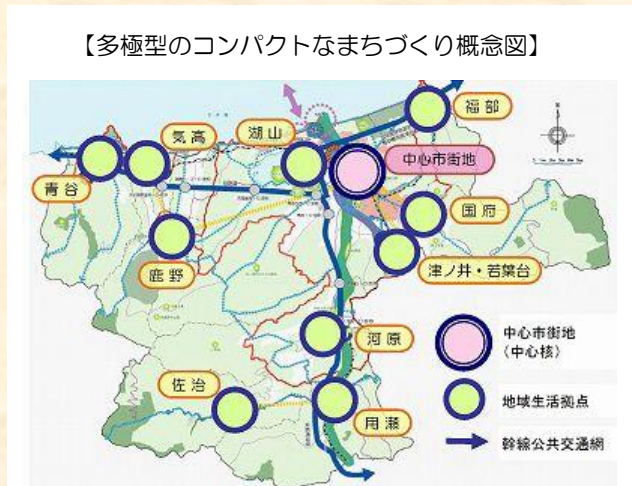 【多極型のコンパクトなまちづくり概念図】
福部
気高
湖山
中心市街地
青谷
国府
鹿野
津ノ井・若葉台
河原
中心市街地
(中心核)
佐治
地域生活拠点
用瀬
幹線公共交通網